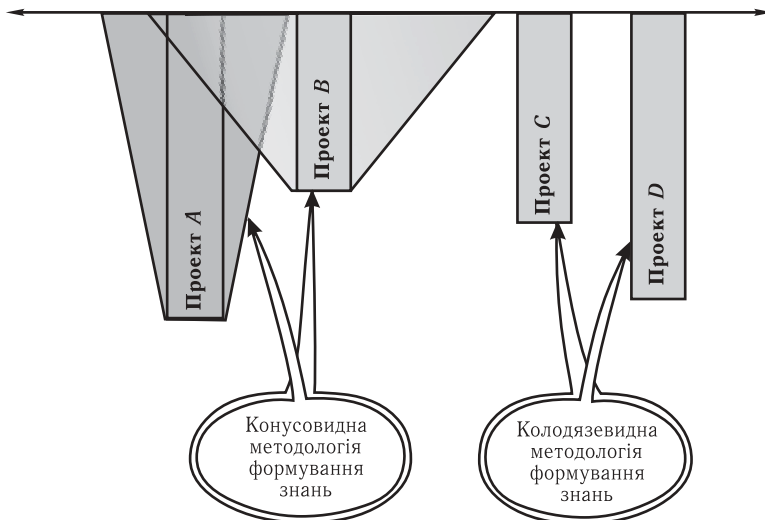 Проект A
Проект B
Проект C
Проект D
Конусовидна
методологія
формування
знань
Колодязевидна
методологія
формування
знань